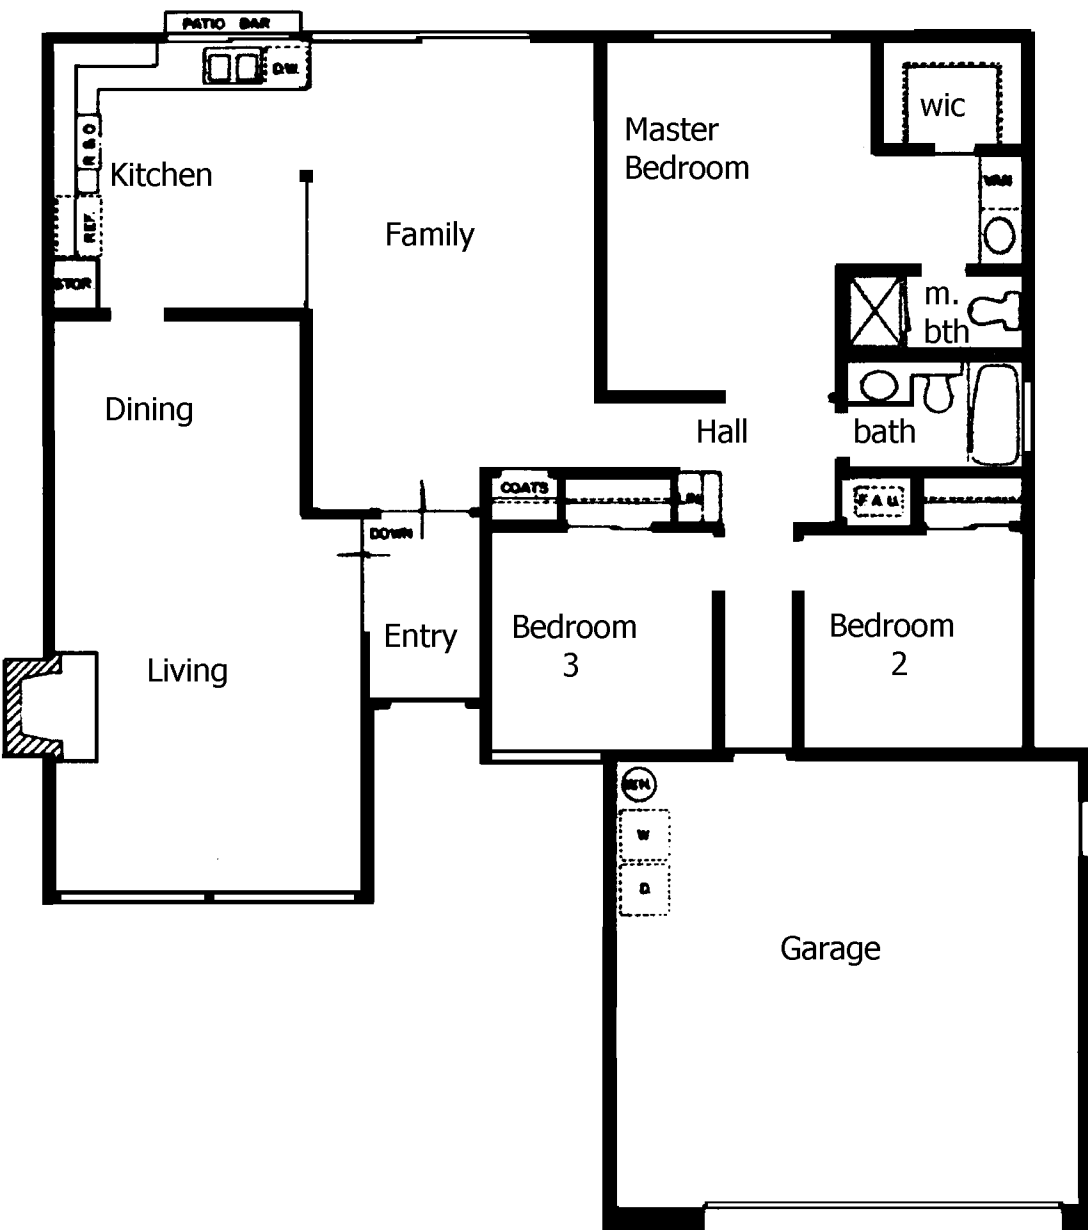 PATIO BAR
D.W.
wic
R & O
Master
Bedroom
Kitchen
VAN
REF.
Family
STOR
m.
bth
Dining
Hall
bath
COATS
F A U
DOWN
Bedroom
3
Bedroom
2
Entry
Living
W.H.
W
D.
Garage